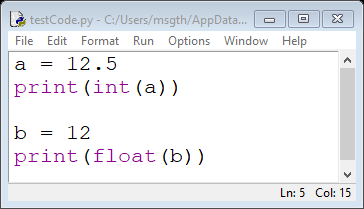 testCode.py - C:/Users/msgth/AppData...
File Edit Format Run Options Window Help
a = 12.5
print(int(a))
b = 12
print(float(b))
Ln: 5 Col: 15